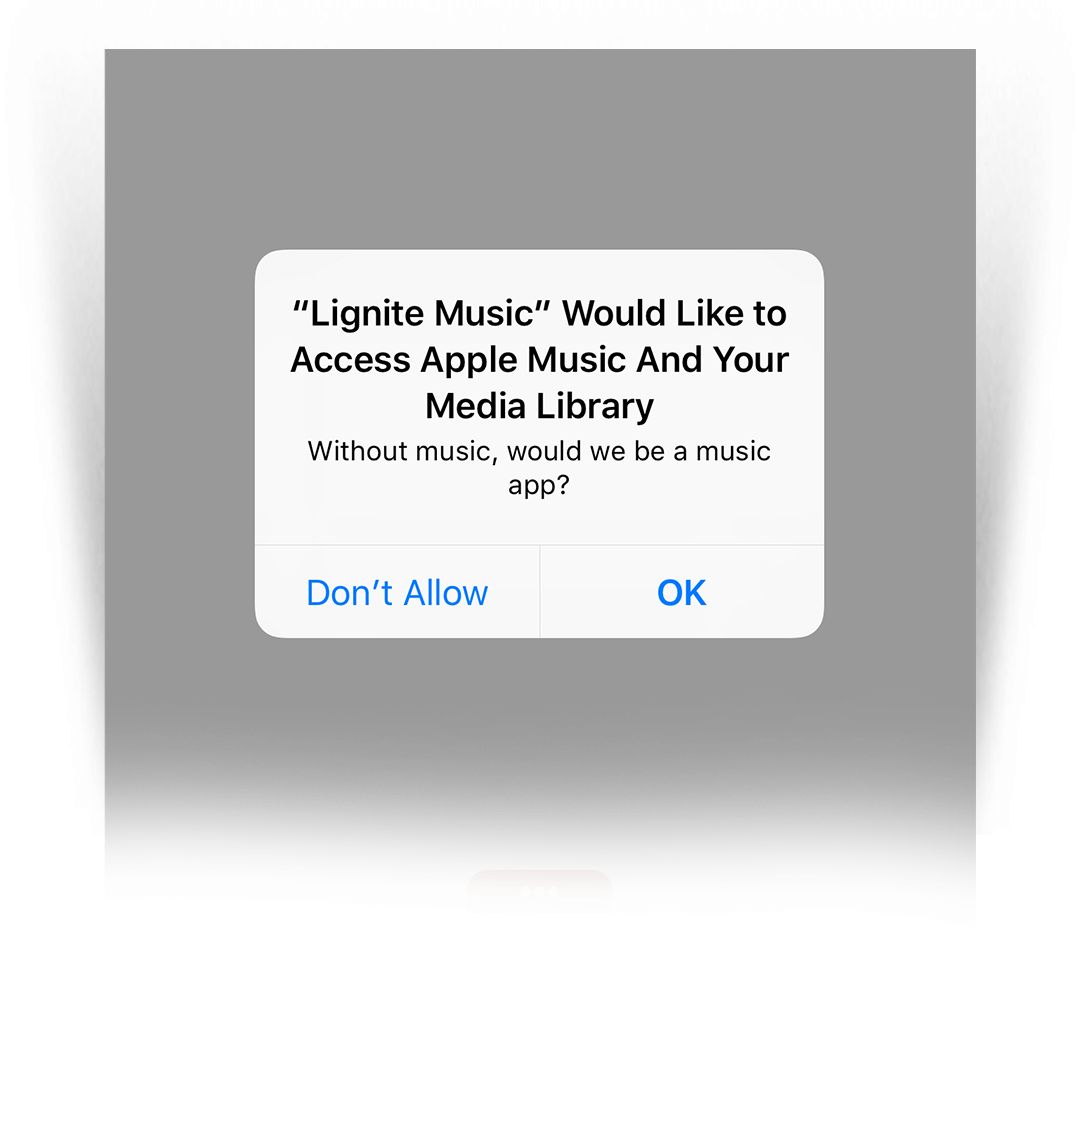 “Lignite Music” Would Like to
Access Apple Music And Your
Media Library
Without music, would we be a music
app?
Don’t Allow
OK